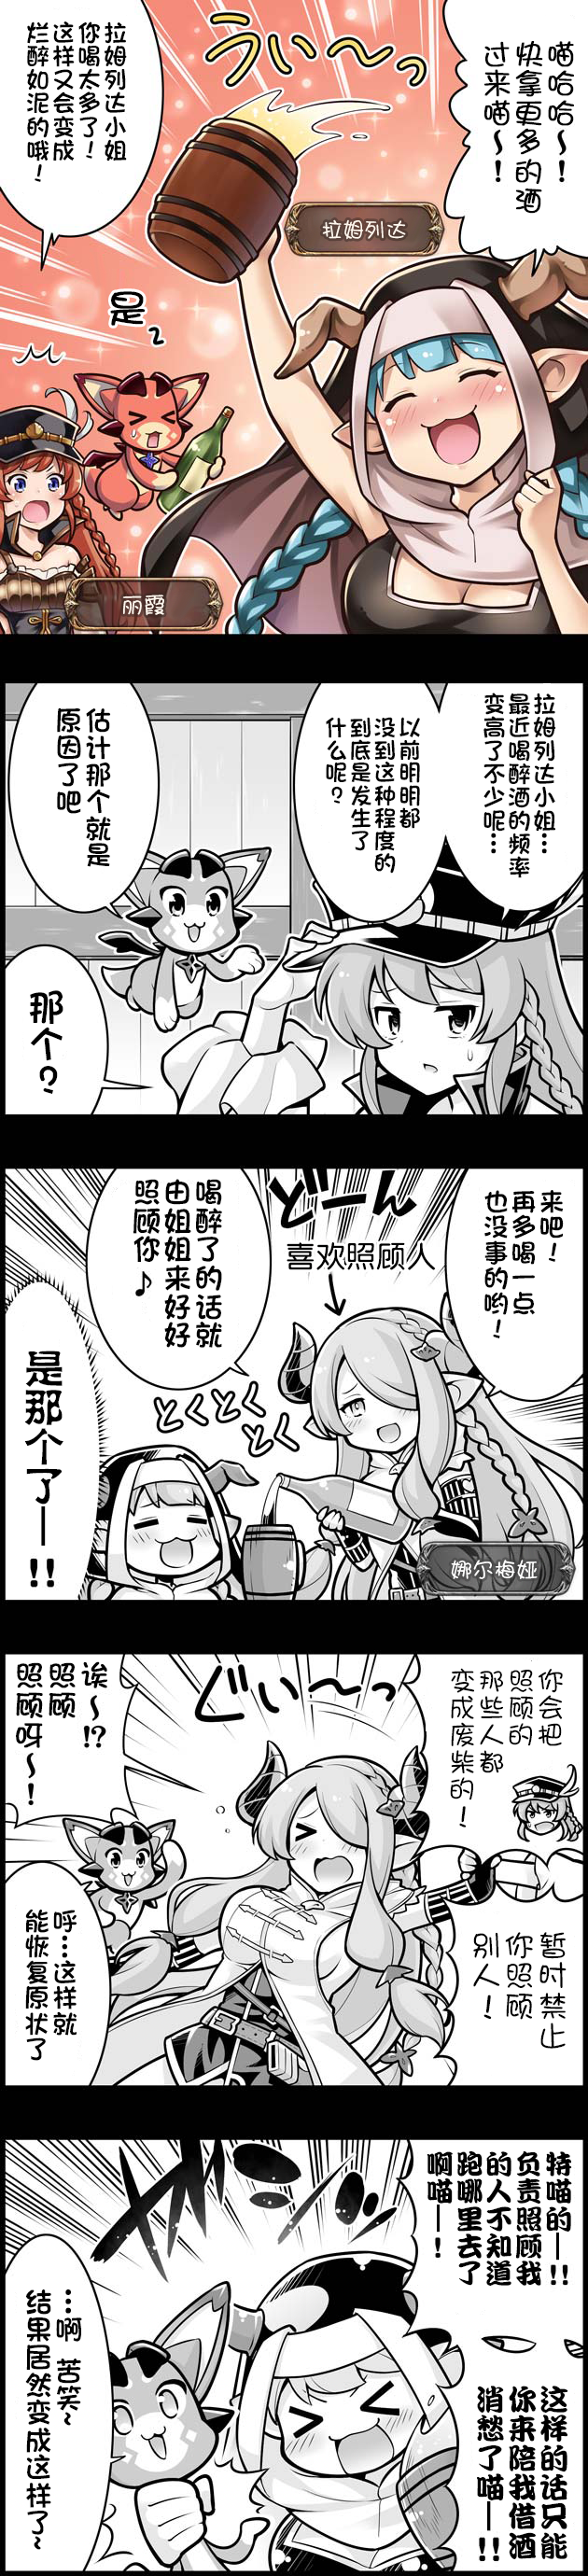 喵哈哈～！
快拿更多的酒
过来喵～！
うぃ～っ
拉姆列达小姐
你喝太多了！
这样又会变成
烂醉如泥的哦！
拉姆列达
是～
丽霞
拉姆列达小姐…
最近喝醉酒的频率
变高了不少呢…
以前明明都
没到这种程度的
到底是发生了
什么呢？
估计那个就是
原因了吧
那个？
来吧！
再多喝一点
也没事的哟！
どーん
喜欢照顾人
喝醉了的话就
由姐姐来好好
照顾你♪
とくとくとく
是那个了ー!!
娜尔梅娅
你会把
照顾的
那些人都
变成废柴
的！
ぐぃ～っ
诶～!?
照顾
照顾呀～！
暂时禁止
你照顾
别人！
呼…这样就
能恢复原状了
特喵的ー!!
负责照顾我
的人不知道
跑哪里去了
啊喵ー！
这样的话只能
你来陪我借酒
消愁了喵ー!!
…啊 苦笑～
结果居然变成这样了～